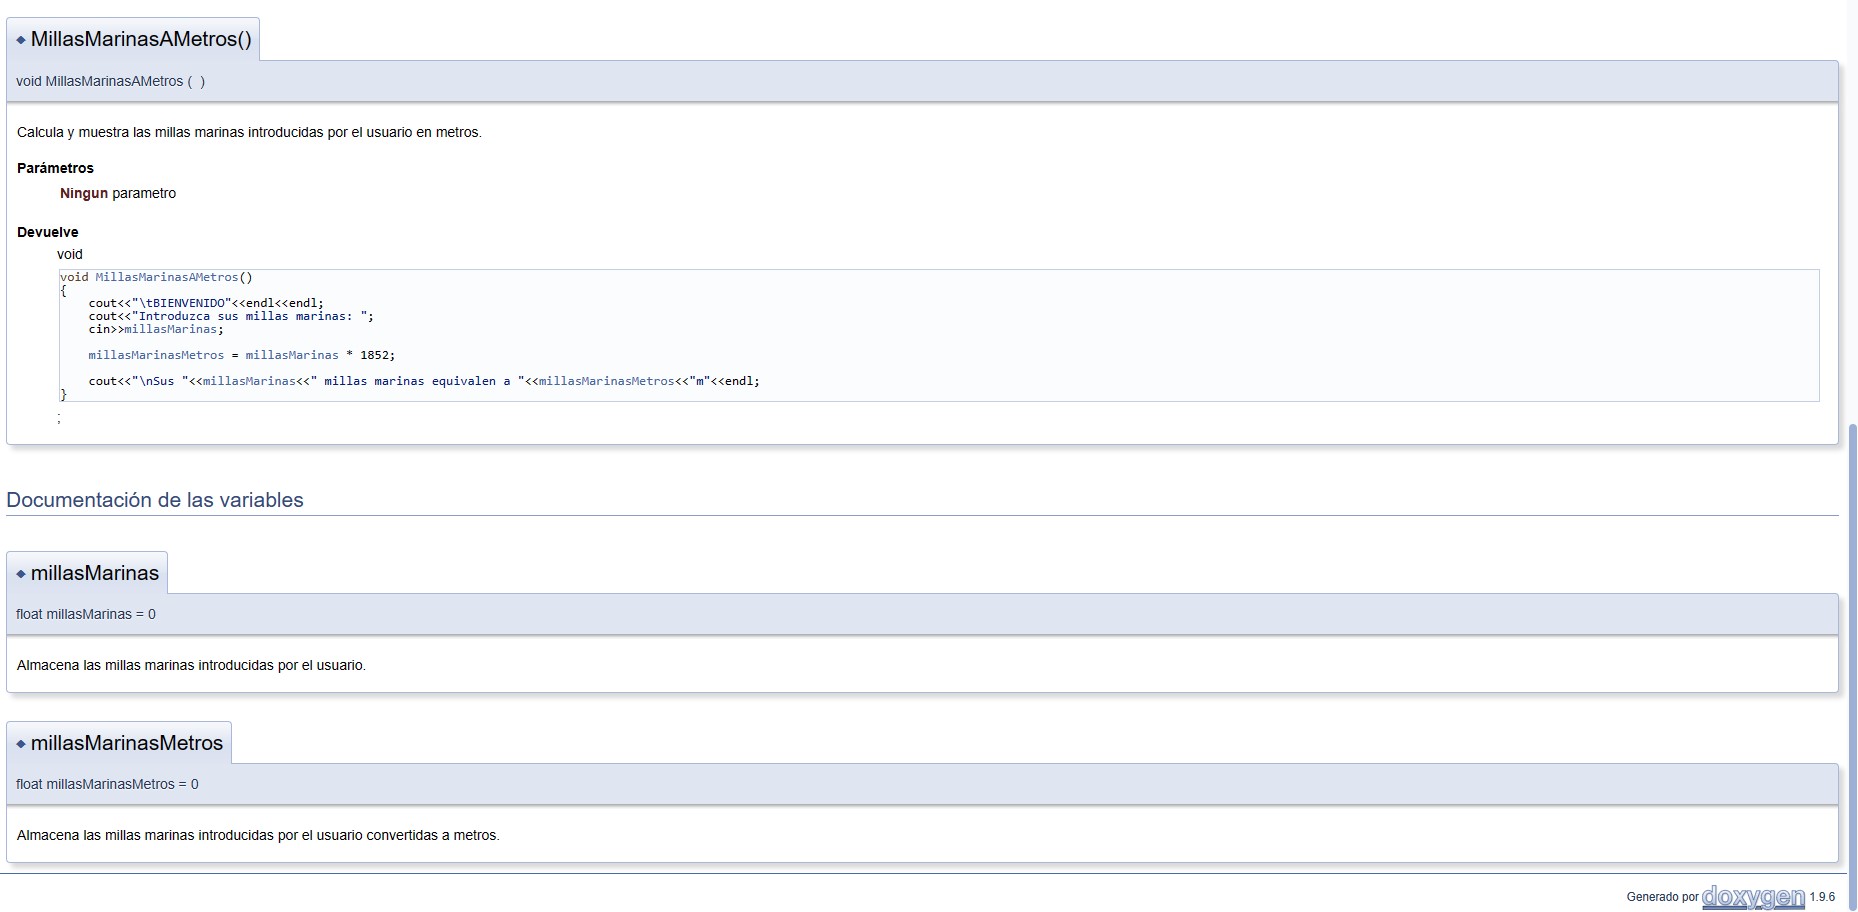 ◆ MillasMarinasAMetros()
void MillasMarinasAMetros ( )
Calcula y muestra las millas marinas introducidas por el usuario en metros.
Parámetros
Ningun parametro
Devuelve
void
void MillasMarinasAMetros()
{
    cout<<"\tBIENVENIDO"<<endl<<endl;
    cout<<"Introduzca sus millas marinas: ";
    cin>>millasMarinas;
    millasMarinasMetros = millasMarinas * 1852;
    cout<<"\nSus "<<millasMarinas<<" millas marinas equivalen a "<<millasMarinasMetros<<"m"<<endl;
}
;
Documentación de las variables
◆ millasMarinas
float millasMarinas = 0
Almacena las millas marinas introducidas por el usuario.
◆ millasMarinasMetros
float millasMarinasMetros = 0
Almacena las millas marinas introducidas por el usuario convertidas a metros.
Generado por doxygen 1.9.6